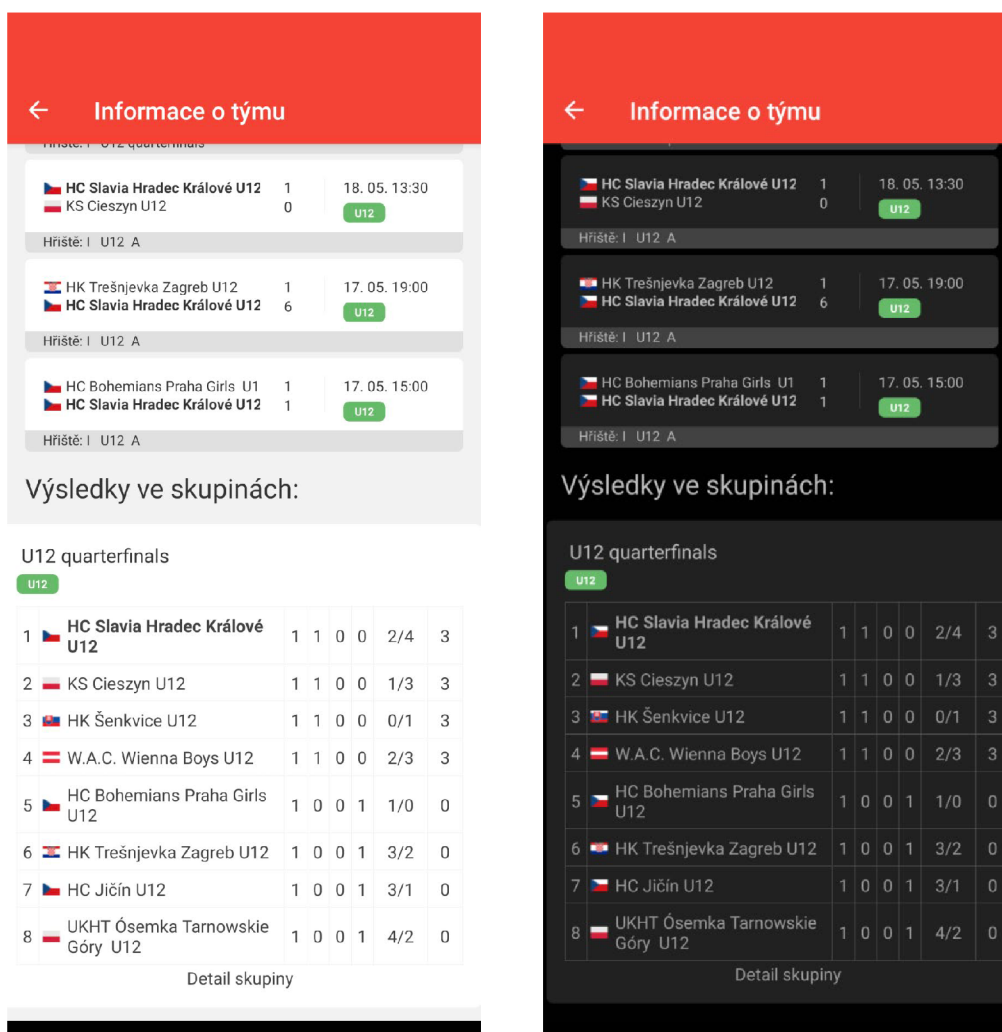 Informace o týmu
Hřiště: I U12 quarterfinals
HC Slavia Hradec Králové U12 1 18. 05. 13:30
KS Cieszyn U12 0 U12
Hřiště: I U12 A
HK Trešnjevka Zagreb U12 1 17. 05. 19:00
HC Slavia Hradec Králové U12 6 U12
Hřiště: I U12 A
HC Bohemians Praha Girls U1 1 17. 05. 15:00
HC Slavia Hradec Králové U12 1 U12
Hřiště: I U12 A
Výsledky ve skupinách:
U12 quarterfinals
U12
1 HC Slavia Hradec Králové U12 1 1 0 0 2/4 3
2 KS Cieszyn U12 1 1 0 0 1/3 3
3 HK Šenkvice U12 1 1 0 0 0/1 3
4 W.A.C. Wienna Boys U12 1 1 0 0 2/3 3
5 HC Bohemians Praha Girls U12 1 0 0 1 1/0 0
6 HK Trešnjevka Zagreb U12 1 0 0 1 3/2 0
7 HC Jičín U12 1 0 0 1 3/1 0
8 UKHT Ósemka Tarnowskie Góry U12 1 0 0 1 4/2 0
Detail skupiny
Informace o týmu
HC Slavia Hradec Králové U12 1 18. 05. 13:30
KS Cieszyn U12 0 U12
Hřiště: I U12 A
HK Trešnjevka Zagreb U12 1 17. 05. 19:00
HC Slavia Hradec Králové U12 6 U12
Hřiště: I U12 A
HC Bohemians Praha Girls U1 1 17. 05. 15:00
HC Slavia Hradec Králové U12 1 U12
Hřiště: I U12 A
Výsledky ve skupinách:
U12 quarterfinals
U12
1 HC Slavia Hradec Králové U12 1 1 0 0 2/4 3
2 KS Cieszyn U12 1 1 0 0 1/3 3
3 HK Šenkvice U12 1 1 0 0 0/1 3
4 W.A.C. Wienna Boys U12 1 1 0 0 2/3 3
5 HC Bohemians Praha Girls U12 1 0 0 1 1/0 0
6 HK Trešnjevka Zagreb U12 1 0 0 1 3/2 0
7 HC Jičín U12 1 0 0 1 3/1 0
8 UKHT Ósemka Tarnowskie Góry U12 1 0 0 1 4/2 0
Detail skupiny